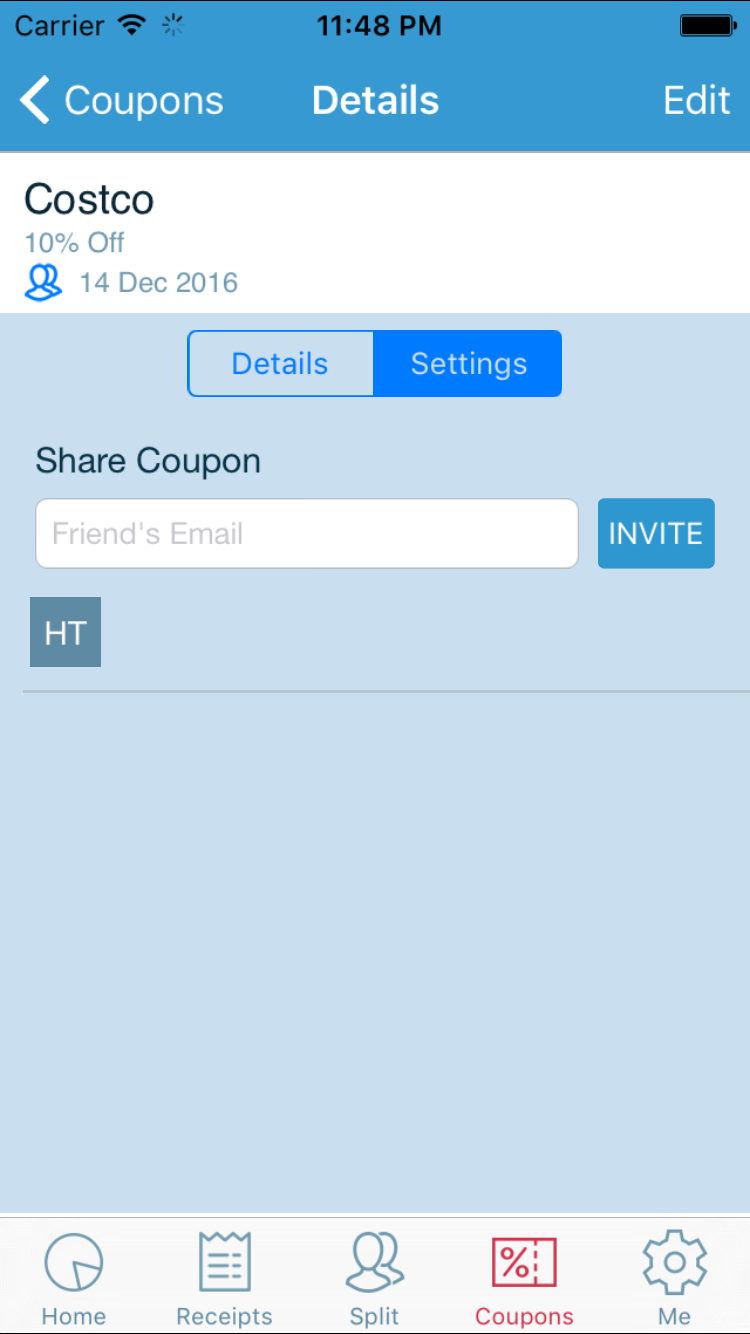 Carrier 11:48 PM
Coupons Details Edit
Costco
10% Off
14 Dec 2016
Details Settings
Share Coupon
Friend's Email INVITE
HT
%
Home Receipts Split Coupons Me